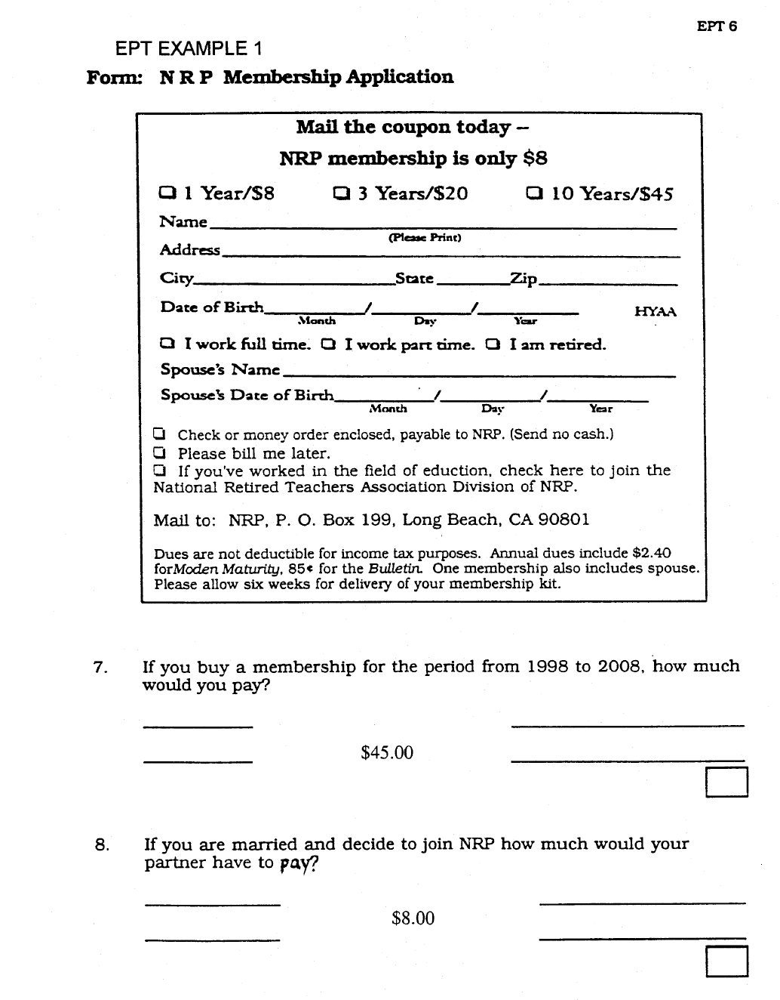 EPT 6
EPT EXAMPLE 1
Form: N R P Membership Application
Mail the coupon today –
NRP membership is only $8
❏ 1 Year/$8 ❏ 3 Years/$20 ❏ 10 Years/$45
Name
(Please Print)
Address
City State Zip
Date of Birth / / HYAA
Month Day Year
❏ I work full time. ❏ I work part time. ❏ I am retired.
Spouse's Name
Spouse's Date of Birth / /
Month Day Year
❏ Check or money order enclosed, payable to NRP. (Send no cash.)
❏ Please bill me later.
❏ If you've worked in the field of eduction, check here to join the
National Retired Teachers Association Division of NRP.
Mail to: NRP, P. O. Box 199, Long Beach, CA 90801
Dues are not deductible for income tax purposes. Annual dues include $2.40
forModen Maturity, 85¢ for the Bulletin. One membership also includes spouse.
Please allow six weeks for delivery of your membership kit.
7. If you buy a membership for the period from 1998 to 2008, how much
would you pay?
$45.00
8. If you are married and decide to join NRP how much would your
partner have to pay?
$8.00